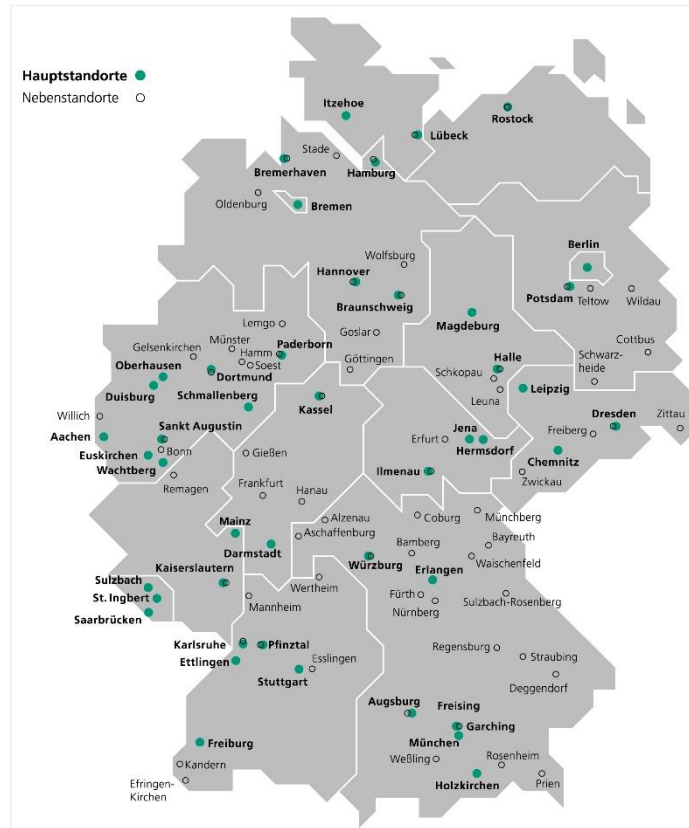 Hauptstandorte
Nebenstandorte
Itzehoe
Rostock
Lübeck
Stade
Bremerhaven
Hamburg
Oldenburg
Bremen
Berlin
Wolfsburg
Hannover
Potsdam
Teltow
Wildau
Braunschweig
Magdeburg
Lemgo
Goslar
Münster
Paderborn
Gelsenkirchen
Hamm
Göttingen
Cottbus
Oberhausen
Soest
Halle
Schwarz-
heide
Dortmund
Schkopau
Duisburg
Leipzig
Schmallenberg
Kassel
Leuna
Willich
Dresden
Zittau
Sankt Augustin
Jena
Freiberg
Aachen
Erfurt
Hermsdorf
Bonn
Chemnitz
Euskirchen
Gießen
Wachtberg
Ilmenau
Zwickau
Remagen
Frankfurt
Hanau
Alzenau
Coburg
Münchberg
Mainz
Aschaffenburg
Bamberg
Bayreuth
Darmstadt
Würzburg
Waischenfeld
Kaiserslautern
Erlangen
Sulzbach
Wertheim
Fürth
St. Ingbert
Mannheim
Nürnberg
Sulzbach-Rosenberg
Saarbrücken
Karlsruhe
Pfinztal
Regensburg
Straubing
Ettlingen
Esslingen
Stuttgart
Deggendorf
Augsburg
Freising
Garching
Freiburg
München
Weßling
Rosenheim
Kandern
Holzkirchen
Prien
Efringen-
Kirchen